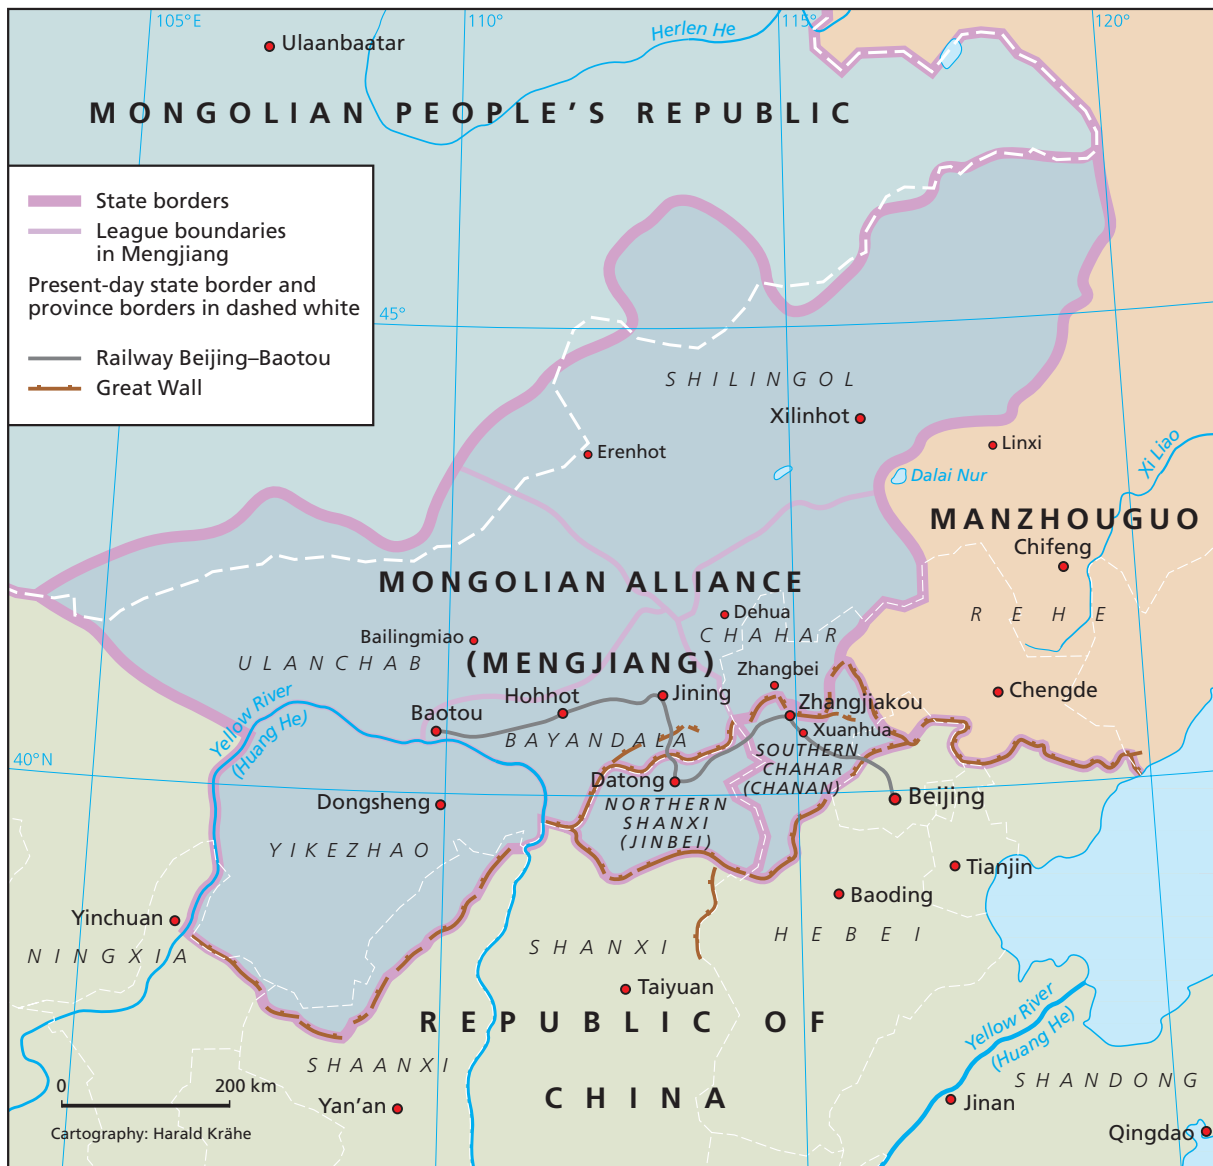 105°E
110°
115°
120°
Herlen He
Ulaanbaatar
MONGOLIAN PEOPLE'S REPUBLIC
State borders
League boundaries
in Mengjiang
Present-day state border and
province borders in dashed white
Railway Beijing–Baotou
Great Wall
45°
SHILINGOL
Xilinhot
Erenhot
Linxi
Xi Liao
Dalai Nur
MANZHOUGUO
Chifeng
MONGOLIAN ALLIANCE
(MENGJIANG)
REHE
Dehua
CHAHAR
Bailingmiao
ULANCHAB
Zhangbei
Chengde
Hohhot
Jining
Zhangjiakou
Baotou
Xuanhua
Yellow River
(Huang He)
BAYANDALA
SOUTHERN
CHAHAR
(CHANAN)
40°N
Datong
Beijing
Dongsheng
NORTHERN
SHANXI
(JINBEI)
YIKEZHAO
Tianjin
Baoding
Yinchuan
NINGXIA
SHANXI
HEBEI
Taiyuan
REPUBLIC OF
CHINA
Yellow River
(Huang He)
SHAANXI
SHANDONG
0
200 km
Yan'an
Jinan
Cartography: Harald Krähe
Qingdao